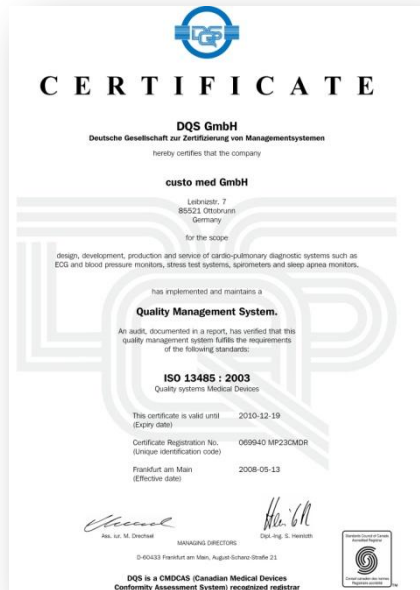 DQS
CERTIFICATE
DQS GmbH
Deutsche Gesellschaft zur Zertifizierung von Managementsystemen
hereby certifies that the company
custo med GmbH
Leibnizstr. 7
85521 Ottobrunn
Germany
for the scope
design, development, production and service of cardio-pulmonary diagnostic systems such as
ECG and blood pressure monitors, stress test systems, spirometers and sleep apnea monitors.
has implemented and maintains a
Quality Management System.
An audit, documented in a report, has verified that this
quality management system fulfills the requirements
of the following standards:
ISO 13485 : 2003
Quality systems Medical Devices
This certificate is valid until 2010-12-19
(Expiry date)
Certificate Registration No. 069940 MP23CMDR
(Unique identification code)
Frankfurt am Main 2008-05-13
(Effective date)
Ass. iur. M. Drechsel Dipl.-Ing. S. Heinloth
MANAGING DIRECTORS
D-60433 Frankfurt am Main, August-Schanz-Straße 21
DQS is a CMDCAS (Canadian Medical Devices
Conformity Assessment System) recognized registrar
Standards Council of Canada